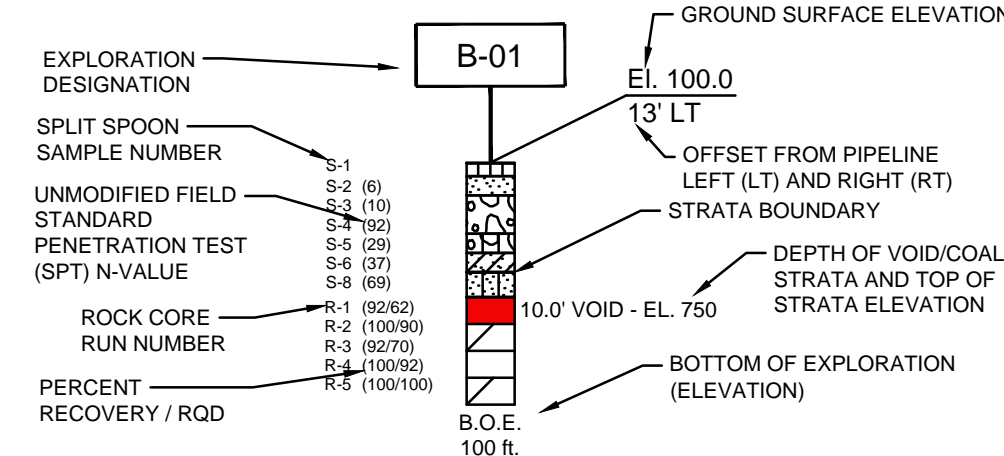 GROUND SURFACE ELEVATION
EXPLORATION
DESIGNATION
B-01
El. 100.0
13' LT
SPLIT SPOON
SAMPLE NUMBER
OFFSET FROM PIPELINE
LEFT (LT) AND RIGHT (RT)
UNMODIFIED FIELD
STANDARD
PENETRATION TEST
(SPT) N-VALUE
S-1
S-2 (6)
S-3 (10)
S-4 (92)
S-5 (29)
S-6 (37)
S-8 (69)
STRATA BOUNDARY
DEPTH OF VOID/COAL
STRATA AND TOP OF
STRATA ELEVATION
10.0' VOID - EL. 750
ROCK CORE
RUN NUMBER
R-1 (92/62)
R-2 (100/90)
R-3 (92/70)
R-4 (100/92)
R-5 (100/100)
PERCENT
RECOVERY / RQD
BOTTOM OF EXPLORATION
(ELEVATION)
B.O.E.
100 ft.